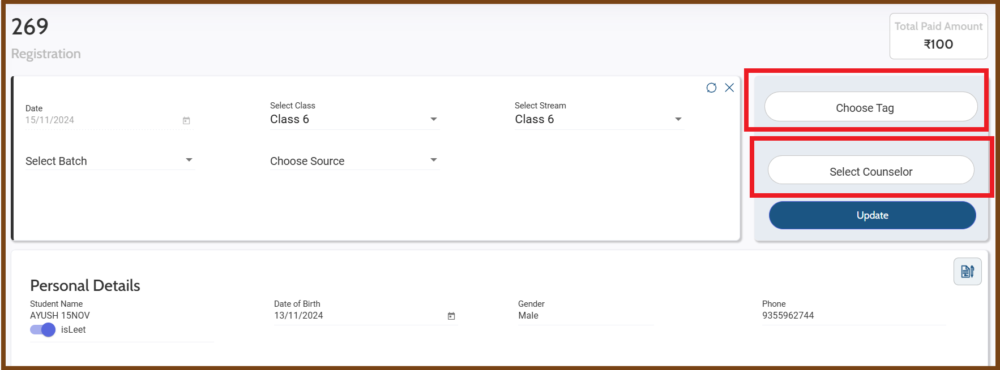 269
Registration
Total Paid Amount
₹100
Date
15/11/2024
Select Class
Class 6
Select Stream
Class 6
Select Batch
Choose Source
Choose Tag
Select Counselor
Update
Personal Details
Student Name
AYUSH 15NOV
isLeet
Date of Birth
13/11/2024
Gender
Male
Phone
9355962744